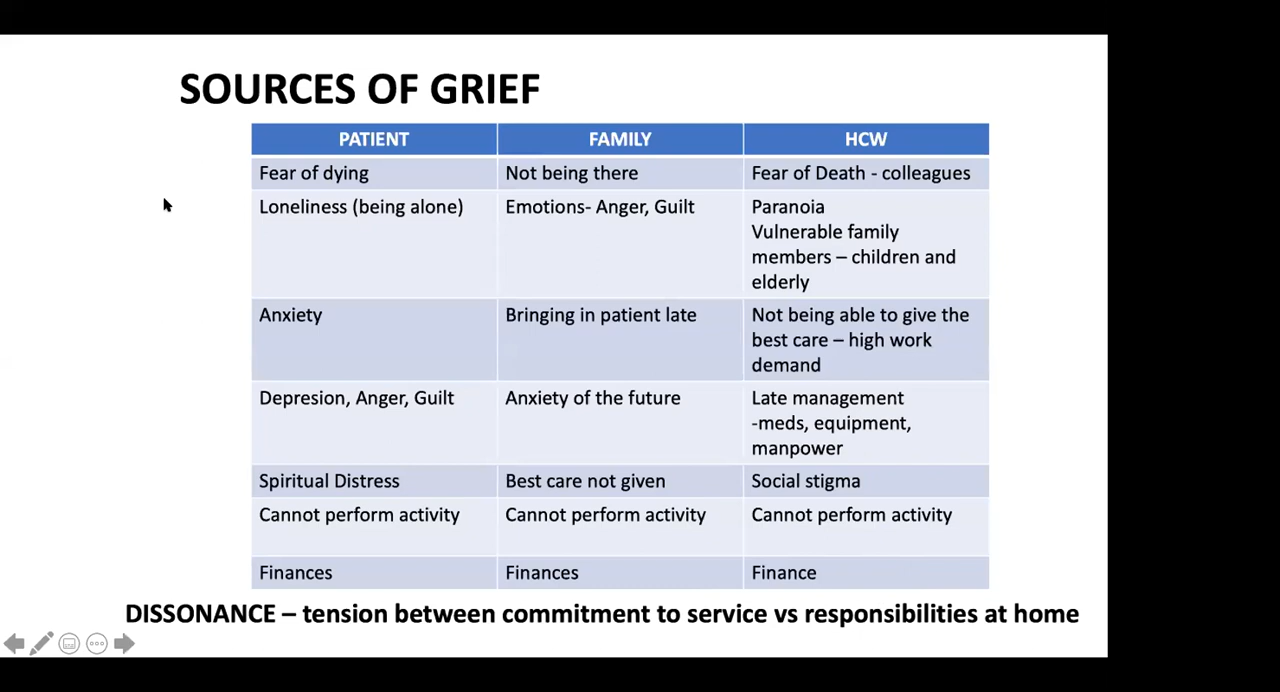 SOURCES OF GRIEF
PATIENT FAMILY HCW
Fear of dying Not being there Fear of Death - colleagues
Loneliness (being alone) Emotions- Anger, Guilt Paranoia
Vulnerable family
members – children and
elderly
Anxiety Bringing in patient late Not being able to give the
best care – high work
demand
Depresion, Anger, Guilt Anxiety of the future Late management
-meds, equipment,
manpower
Spiritual Distress Best care not given Social stigma
Cannot perform activity Cannot perform activity Cannot perform activity
Finances Finances Finance
DISSONANCE – tension between commitment to service vs responsibilities at home